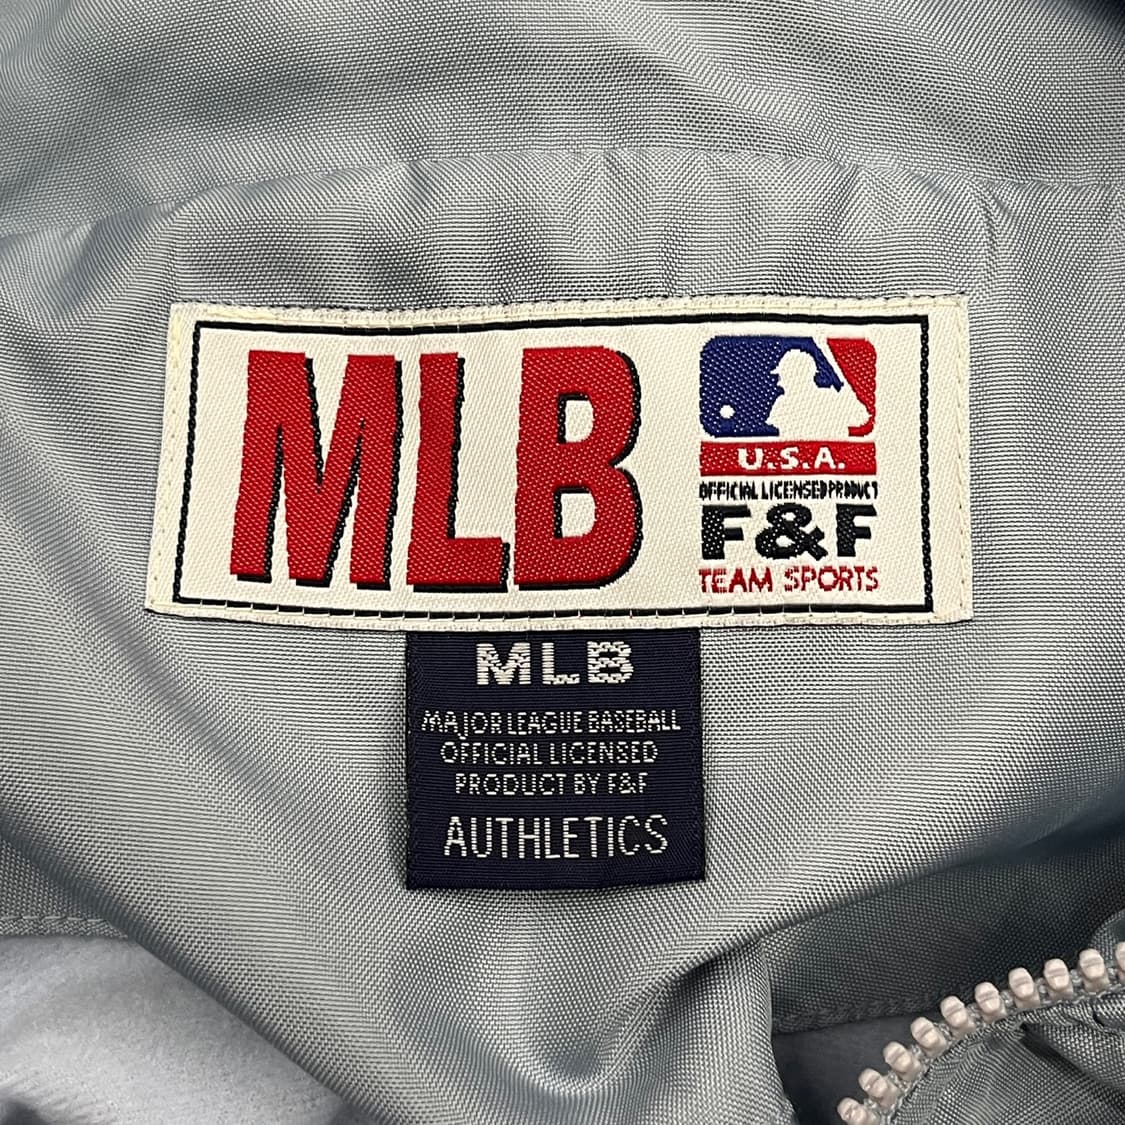 MLB
U.S.A.
OFFICIAL LICENSED PRODUCT
F&F
TEAM SPORTS
MLB
MAJOR LEAGUE BASEBALL
OFFICIAL LICENSED
PRODUCT BY F&F
AUTHLETICS